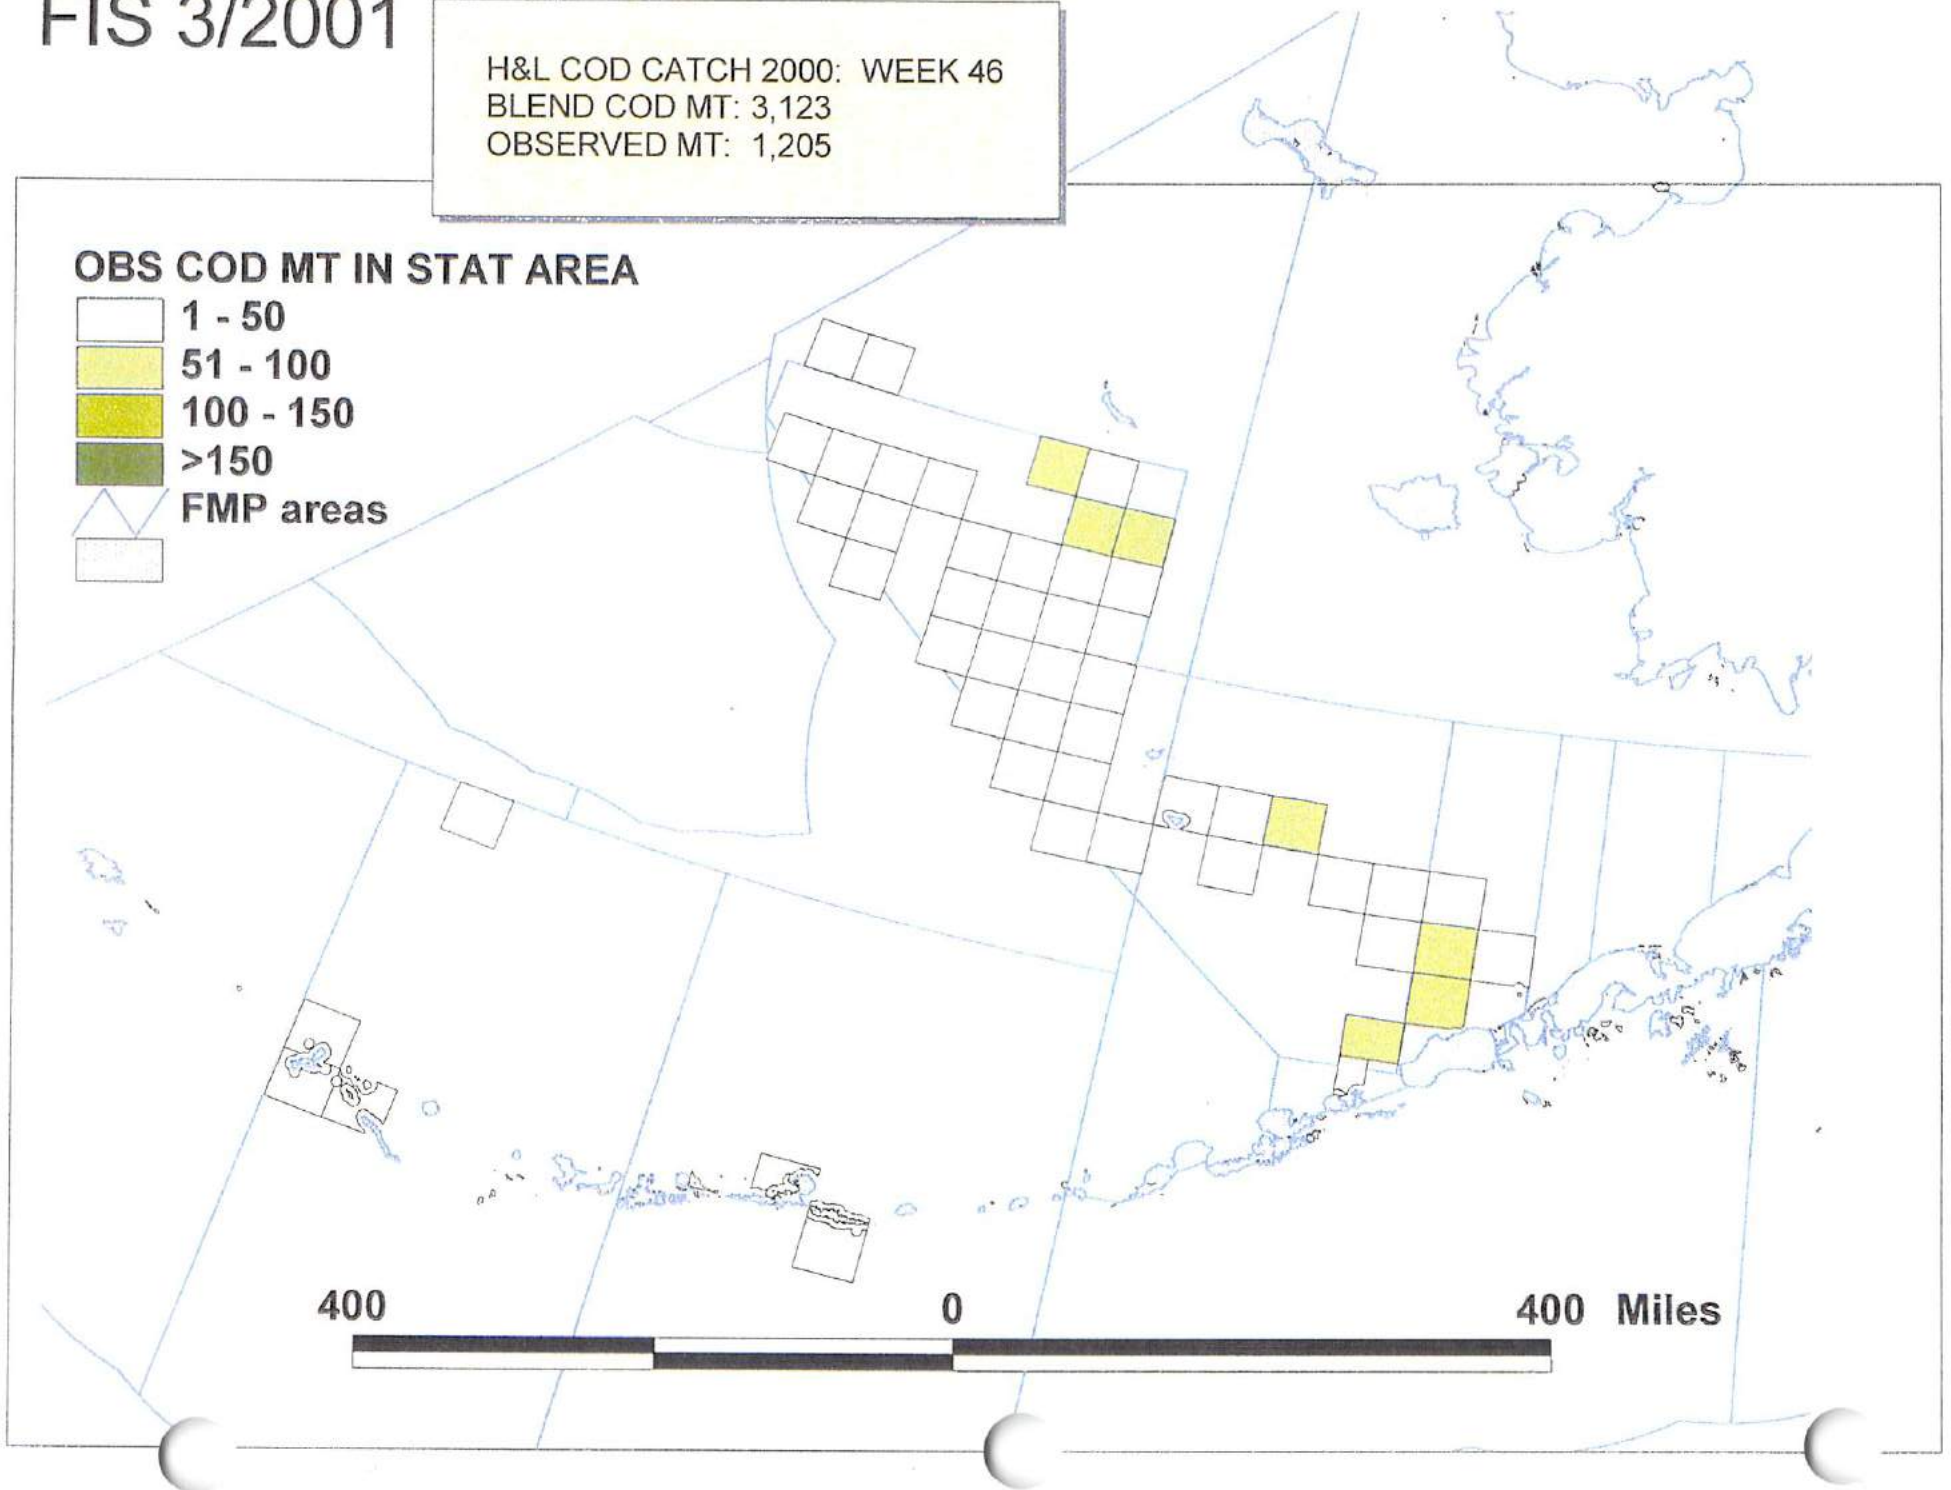 FIS 3/2001
H&L COD CATCH 2000: WEEK 46
BLEND COD MT: 3,123
OBSERVED MT: 1,205
OBS COD MT IN STAT AREA
1 - 50
51 - 100
100 - 150
>150
FMP areas
400 0 400 Miles